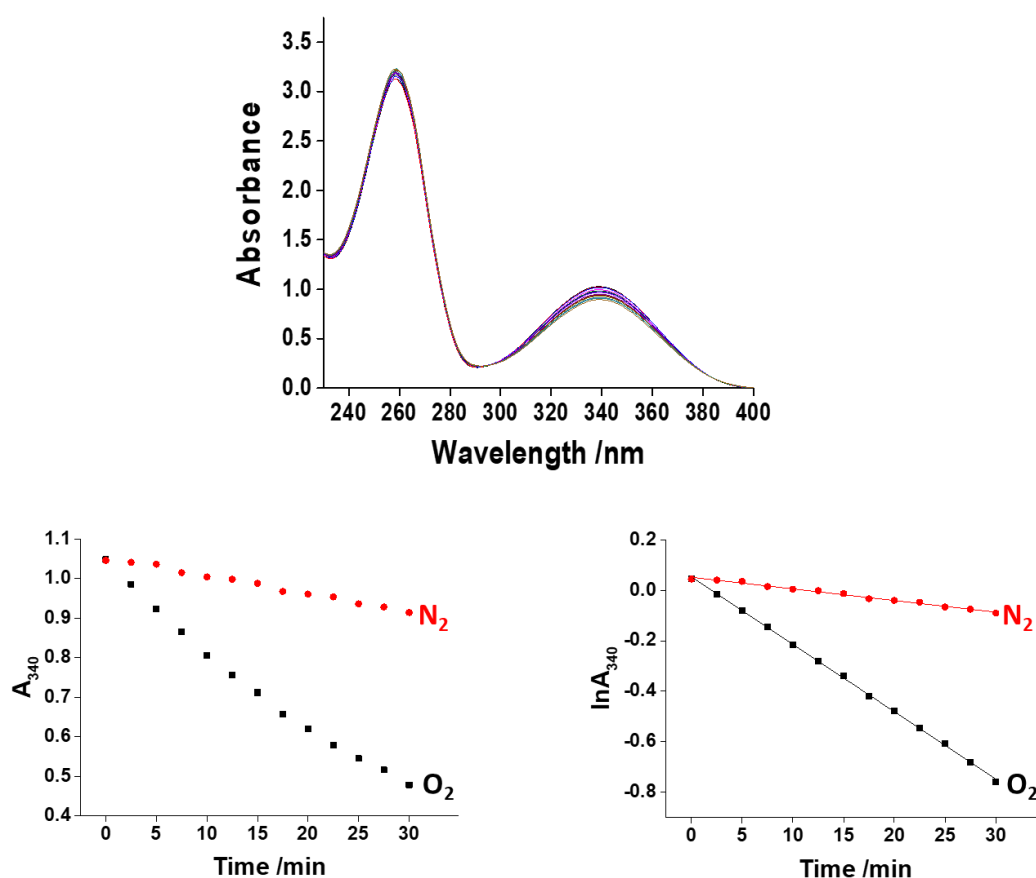 3.5
3.0
2.5
2.0
1.5
1.0
0.5
0.0
Absorbance
240 260 280 300 320 340 360 380 400
Wavelength /nm
1.1
1.0
0.9
0.8
0.7
0.6
0.5
0.4
A₃₄₀
N₂
O₂
0 5 10 15 20 25 30
Time /min
0.2
0.0
-0.2
-0.4
-0.6
-0.8
lnA₃₄₀
N₂
O₂
0 5 10 15 20 25 30
Time /min